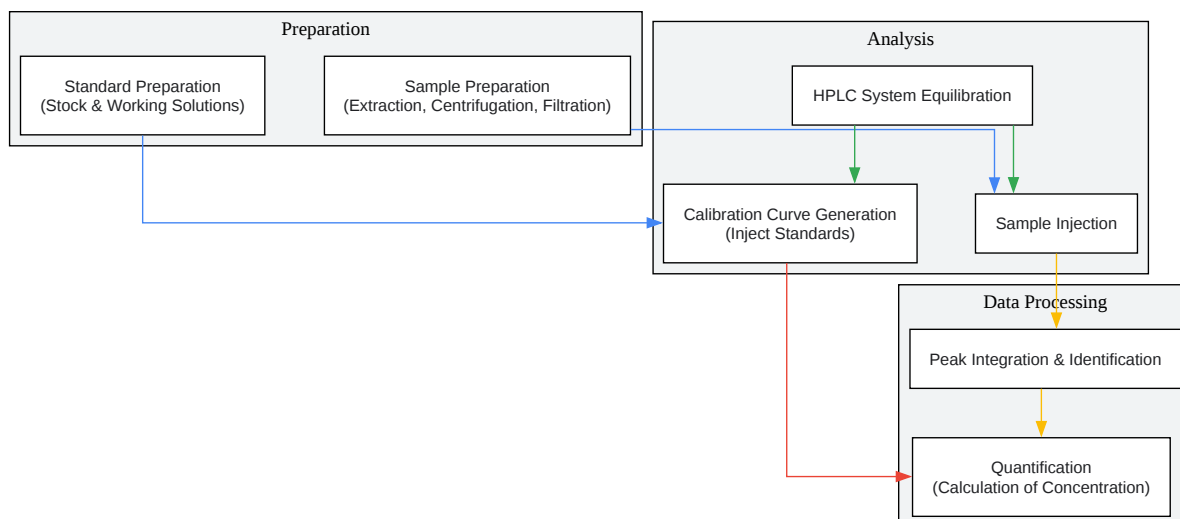 Preparation
Standard Preparation
(Stock & Working Solutions)
Sample Preparation
(Extraction, Centrifugation, Filtration)
Analysis
HPLC System Equilibration
Calibration Curve Generation
(Inject Standards)
Sample Injection
Data Processing
Peak Integration & Identification
Quantification
(Calculation of Concentration)